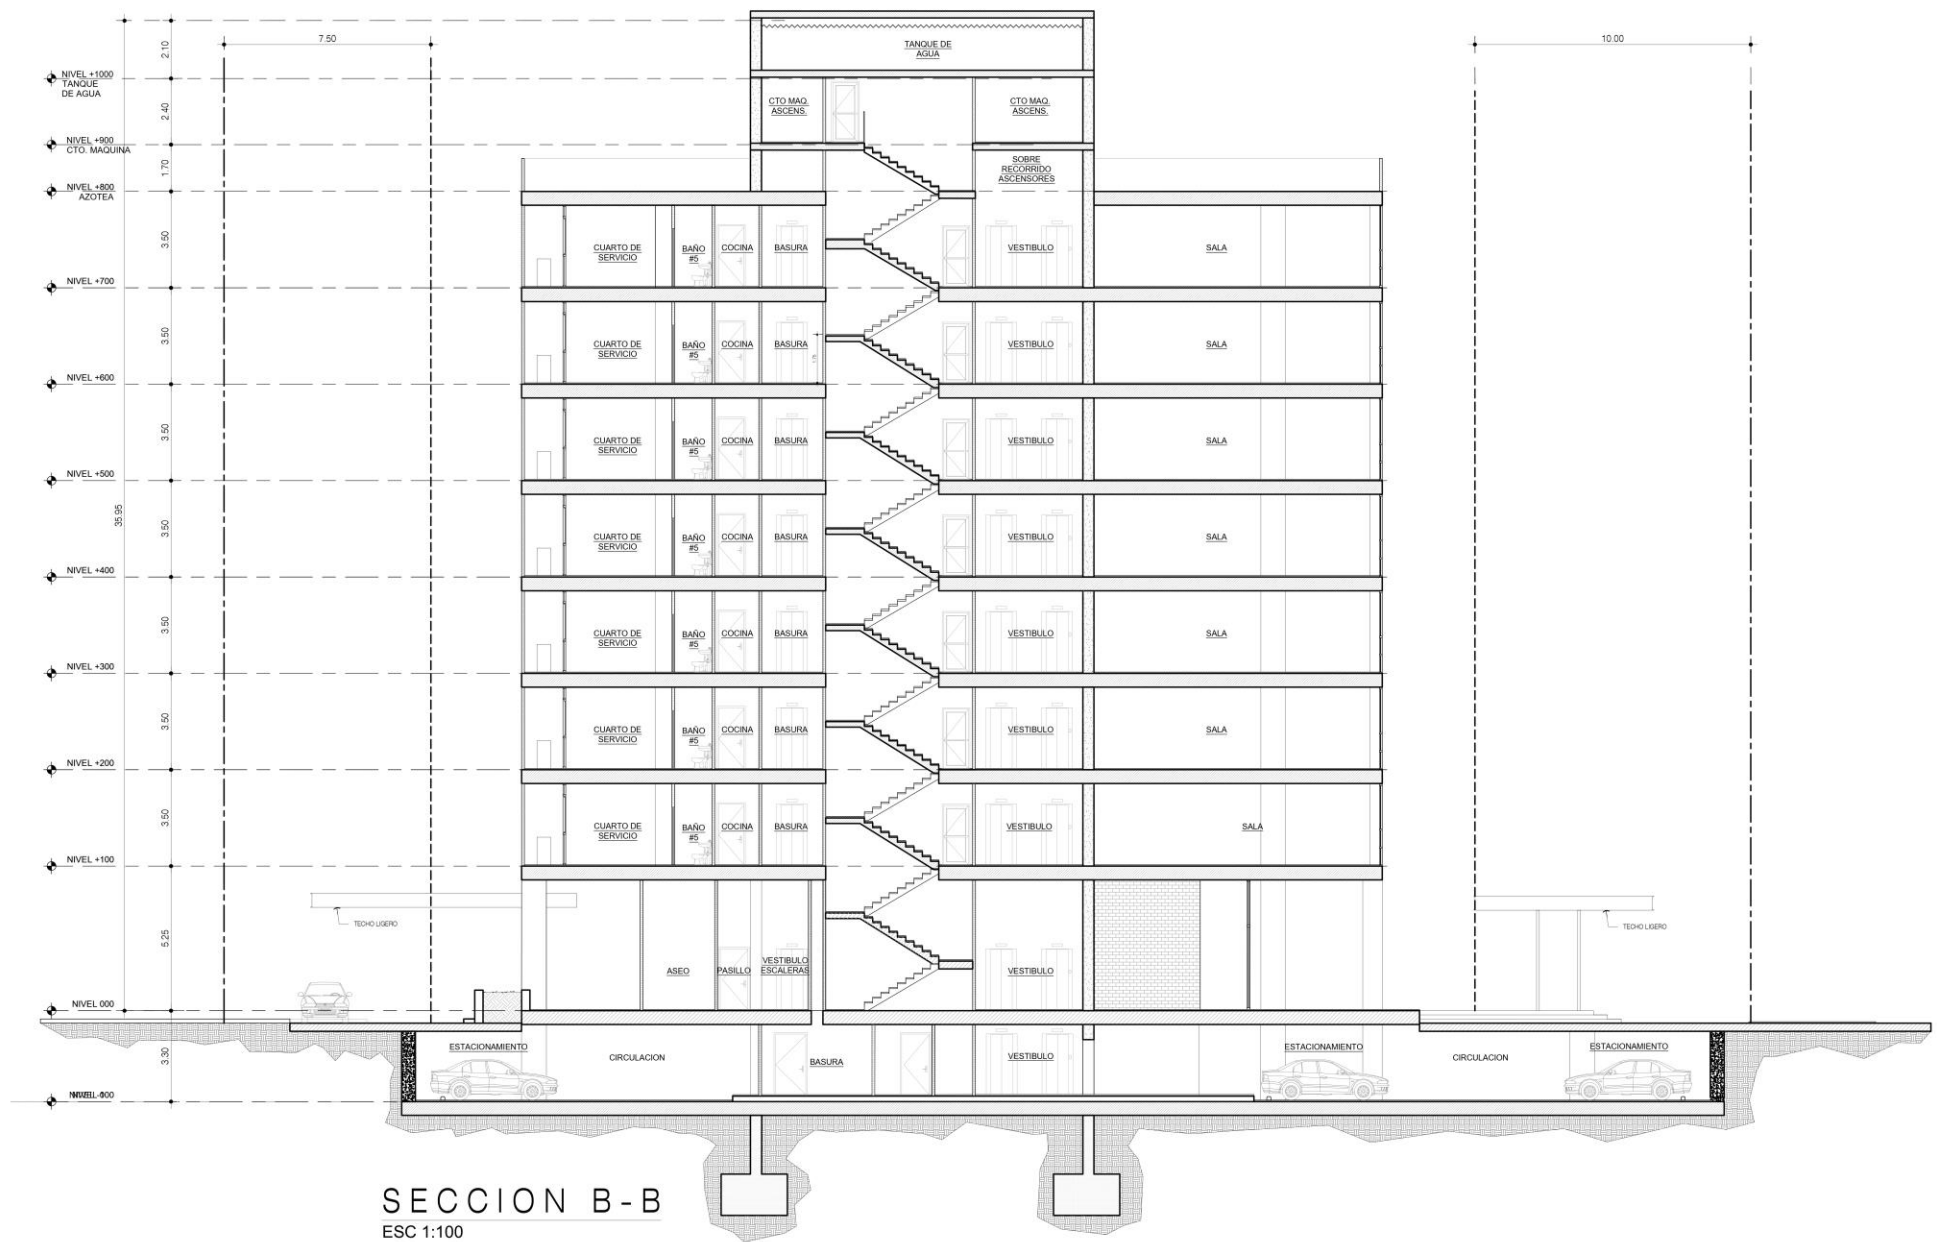 7.50
10.00
2.10
TANQUE DE
AGUA
NIVEL +1000
TANQUE
DE AGUA
2.40
CTO MAQ.
ASCENS.
CTO MAQ.
ASCENS.
NIVEL +900
CTO. MAQUINA
1.70
SOBRE
RECORRIDO
ASCENSORES
NIVEL +800
AZOTEA
3.50
CUARTO DE
SERVICIO
BAÑO
#5
COCINA
BASURA
VESTIBULO
SALA
NIVEL +700
3.50
CUARTO DE
SERVICIO
BAÑO
#5
COCINA
BASURA
VESTIBULO
SALA
NIVEL +600
3.50
CUARTO DE
SERVICIO
BAÑO
#5
COCINA
BASURA
VESTIBULO
SALA
NIVEL +500
35.95
3.50
CUARTO DE
SERVICIO
BAÑO
#5
COCINA
BASURA
VESTIBULO
SALA
NIVEL +400
3.50
CUARTO DE
SERVICIO
BAÑO
#5
COCINA
BASURA
VESTIBULO
SALA
NIVEL +300
3.50
CUARTO DE
SERVICIO
BAÑO
#5
COCINA
BASURA
VESTIBULO
SALA
NIVEL +200
3.50
CUARTO DE
SERVICIO
BAÑO
#5
COCINA
BASURA
VESTIBULO
SALA
NIVEL +100
TECHO LIGERO
TECHO LIGERO
5.25
ASEO
PASILLO
VESTIBULO
ESCALERAS
VESTIBULO
NIVEL 000
3.30
ESTACIONAMIENTO
CIRCULACION
BASURA
VESTIBULO
ESTACIONAMIENTO
CIRCULACION
ESTACIONAMIENTO
SECCION B-B
ESC 1:100